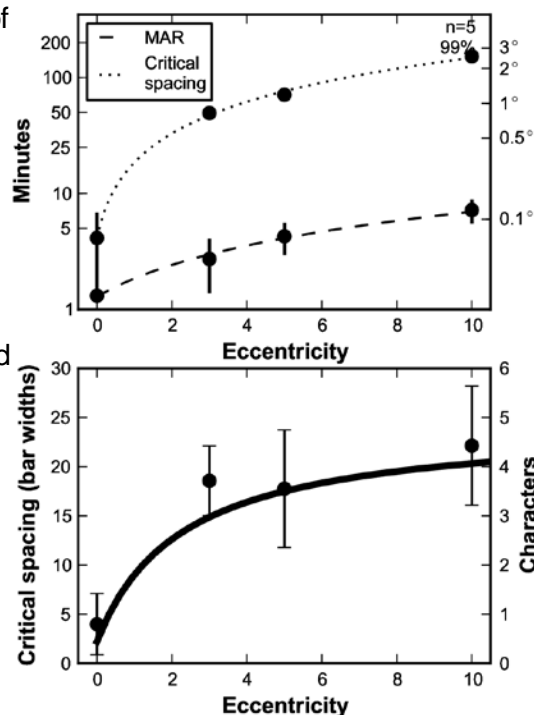 of
n=5
99%
MAR
Critical
spacing
Minutes
200
100
50
25
10
5
1
3°
2°
1°
0.5°
0.1°
0 2 4 6 8 10
Eccentricity
d
Critical spacing (bar widths)
30
25
20
15
10
5
0
6
5
4
3
2
1
0
Characters
0 2 4 6 8 10
Eccentricity